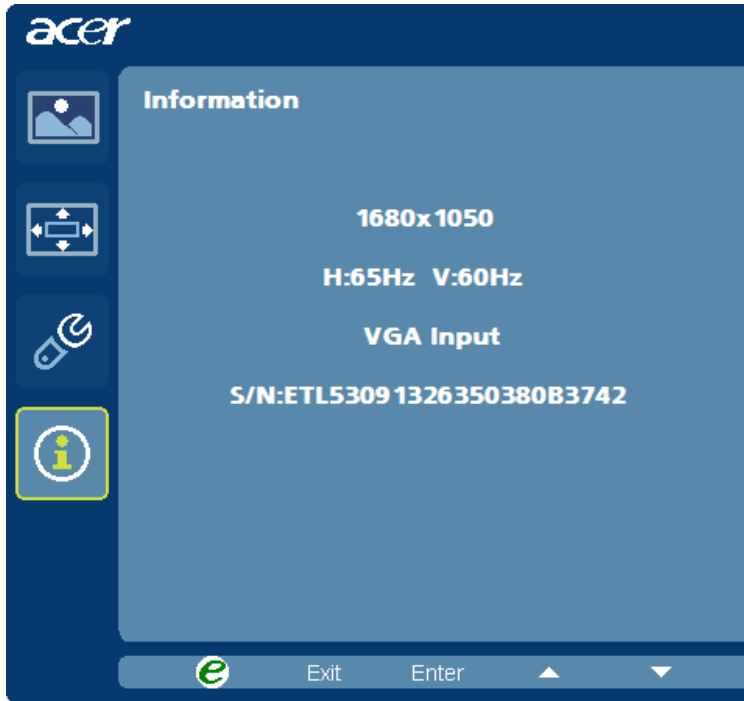 acer
Information
1680x1050
H:65Hz V:60Hz
VGA Input
S/N:ETL53091326350380B3742
e Exit Enter